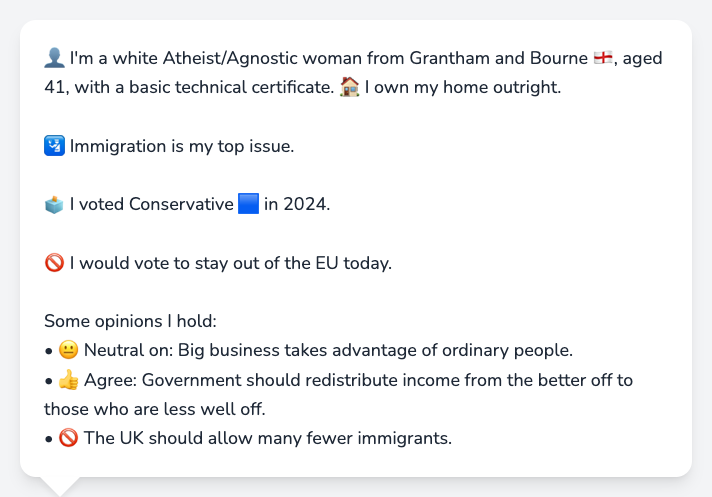 👤 I'm a white Atheist/Agnostic woman from Grantham and Bourne 🏴󠁧󠁢󠁥󠁮󠁧󠁿, aged
41, with a basic technical certificate. 🏠 I own my home outright.
🛂 Immigration is my top issue.
🗳️ I voted Conservative 🟦 in 2024.
🚫 I would vote to stay out of the EU today.
Some opinions I hold:
• 😐 Neutral on: Big business takes advantage of ordinary people.
• 👍 Agree: Government should redistribute income from the better off to
those who are less well off.
• 🚫 The UK should allow many fewer immigrants.